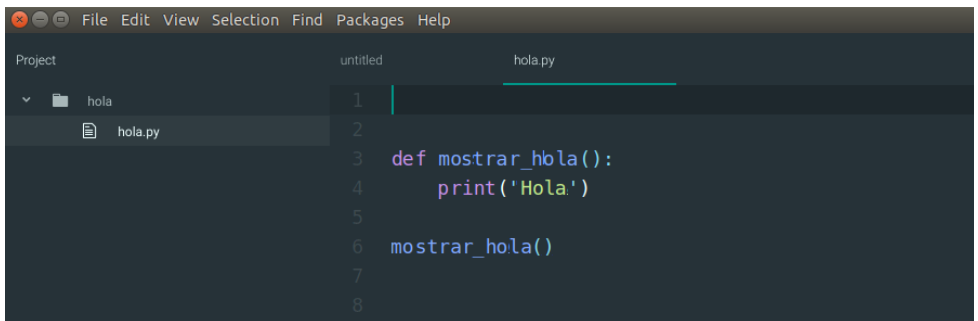 File Edit View Selection Find Packages Help
Project
untitled hola.py
hola
hola.py
1
2
3 def mostrar_hola():
4     print('Hola')
5
6 mostrar_hola()
7
8